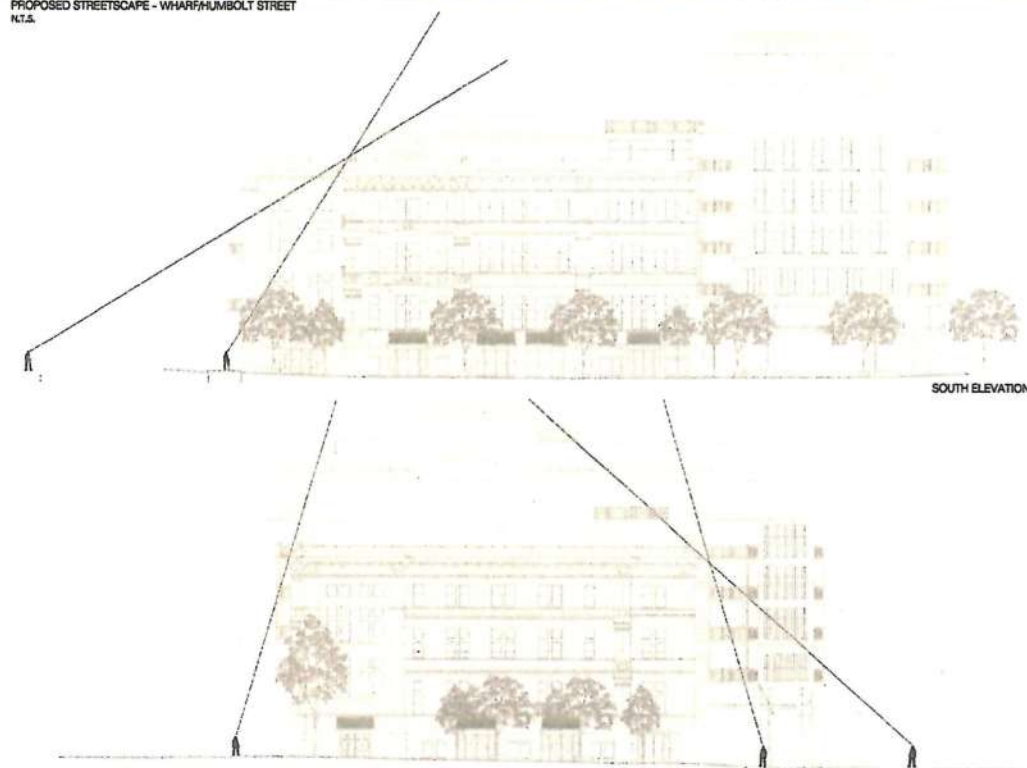 PROPOSED STREETSCAPE - WHARF/HUMBOLT STREET
N.T.S.
SOUTH ELEVATION